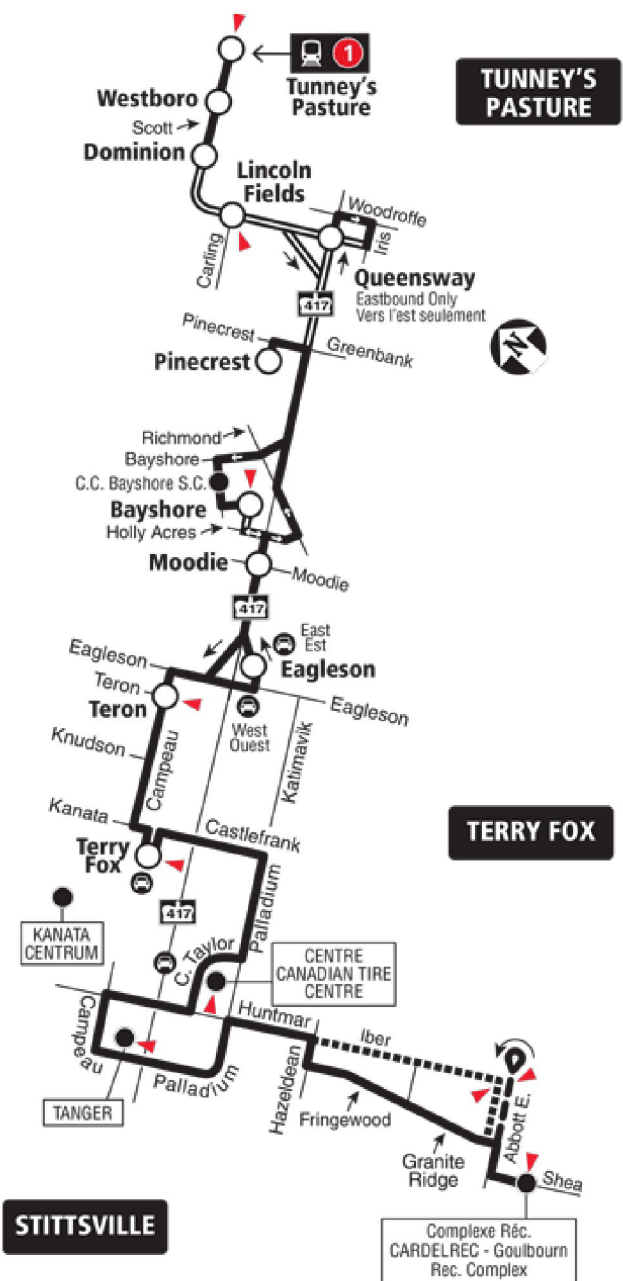 1
Tunney's
Pasture
TUNNEY'S
PASTURE
Westboro
Scott
Dominion
Lincoln
Fields
Woodroffe
Iris
Carling
Queensway
Eastbound Only
Vers l'est seulement
417
Pinecrest
Greenbank
Pinecrest
N
Richmond
Bayshore
C.C. Bayshore S.C.
Bayshore
Holly Acres
Moodie
Moodie
417
East
Est
Eagleson
Eagleson
Teron
Teron
Eagleson
West
Ouest
Knudson
Campeau
Katimavik
Kanata
Castlefrank
Terry
Fox
TERRY FOX
Palladium
417
KANATA
CENTRUM
C. Taylor
CENTRE
CANADIAN TIRE
CENTRE
Campeau
Huntmar
Iber
Palladium
TANGER
Hazeldean
Fringewood
Abbott E.
Granite
Ridge
Shea
STITTSVILLE
Complexe Réc.
CARDELREC - Goulbourn
Rec. Complex